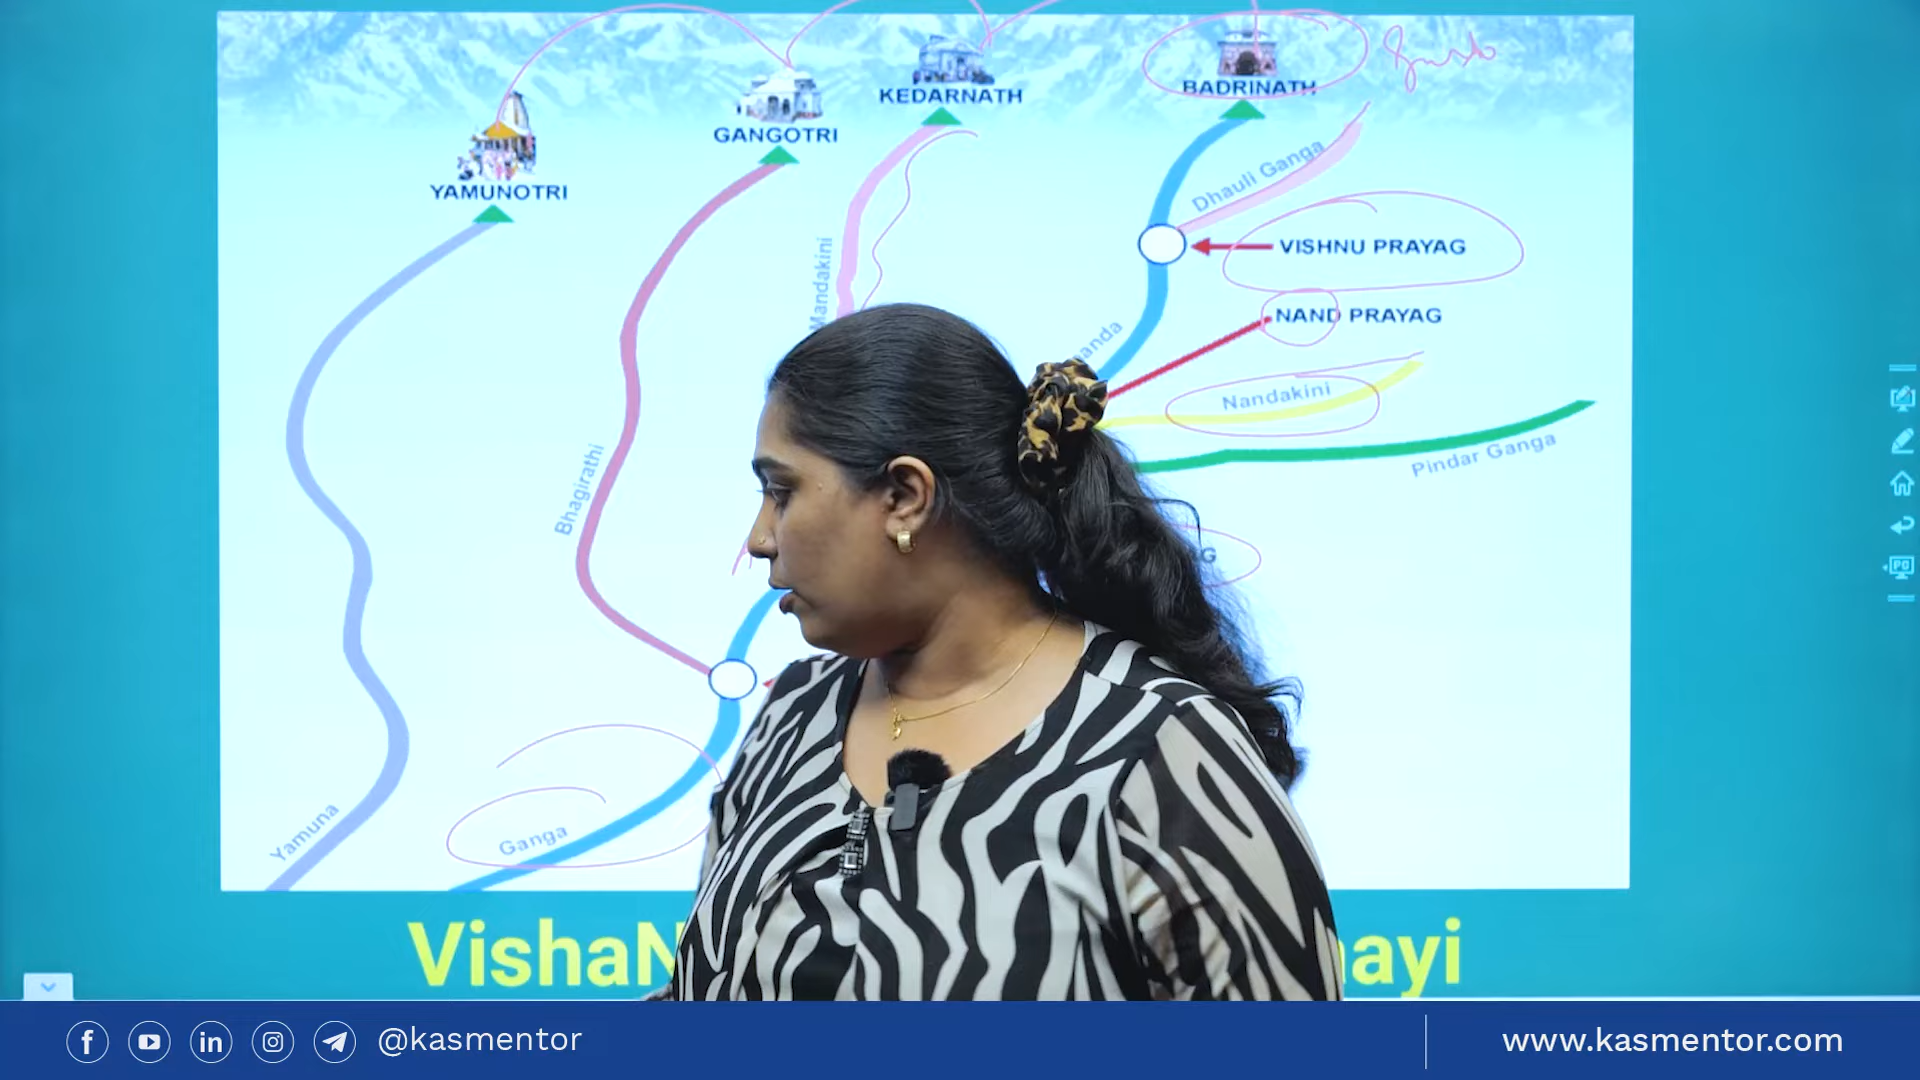 BADRINATH
KEDARNATH
GANGOTRI
YAMUNOTRI
Dhauli Ganga
VISHNU PRAYAG
Mandakini
NAND PRAYAG
Nandakini
Pindar Ganga
Bhagirathi
Yamuna
Ganga
@kasmentor
www.kasmentor.com